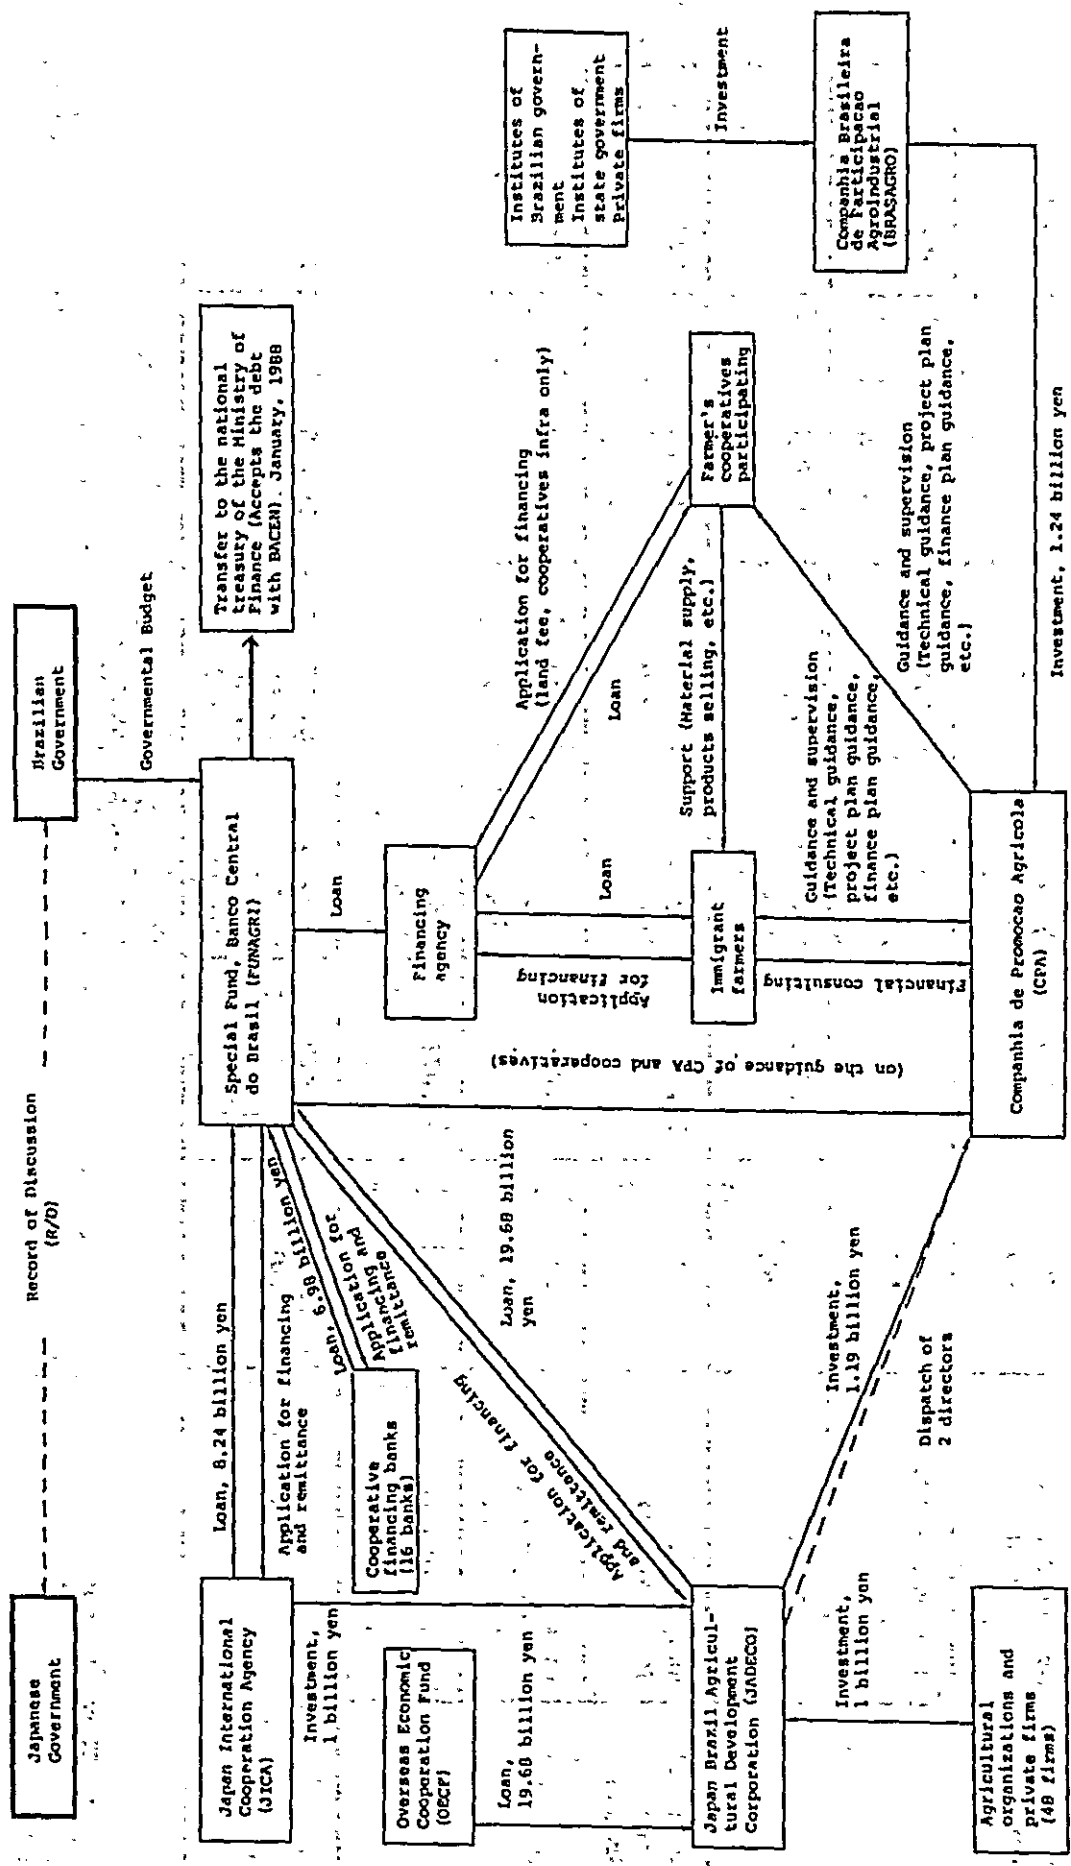 Japanese
Government
Record of Discussion
(R/D)
Brazilian
Government
Governmental Budget
Japan International
Cooperation Agency
(JICA)
Loan, 8.24 billion yen
Application for financing
and remittance
Special Fund, Banco Central
do Brasil (FUNAGRI)
Transfer to the national
treasury of the Ministry of
Finance (Accepts the debt
with BACEN). January, 1988
Loan, 6.98 billion yen
Application and
financing
remittance
Cooperative
financing banks
(16 banks)
Investment,
1 billion yen
Overseas Economic
Cooperation Fund
(OECF)
Loan,
19.68 billion yen
Application for financing
and remittance
Loan, 19.68 billion
yen
Loan
Financing
agency
Application
for financing
Loan
Application for financing
(land fee, cooperatives infra only)
Loan
Institutes of
Brazilian govern-
ment
Institutes of
state government
private firms
Investment
Japan Brazil Agricul-
tural Development
Corporation (JADECO)
(on the guidance of CPA and cooperatives)
Immigrant
farmers
Support (Material supply,
products selling, etc.)
Farmer's
cooperatives
participating
Companhia Brasileira
de Participacao
Agroindustrial
(BRASAGRO)
Investment,
1 billion yen
Investment,
1.19 billion yen
Dispatch of
2 directors
Financial consulting
Guidance and supervision
(Technical guidance,
project plan guidance,
finance plan guidance,
etc.)
Guidance and supervision
(Technical guidance, project plan
guidance, finance plan guidance,
etc.)
Agricultural
organizations and
private firms
(48 firms)
Companhia de Promocao Agricola
(CPA)
Investment, 1.24 billion yen